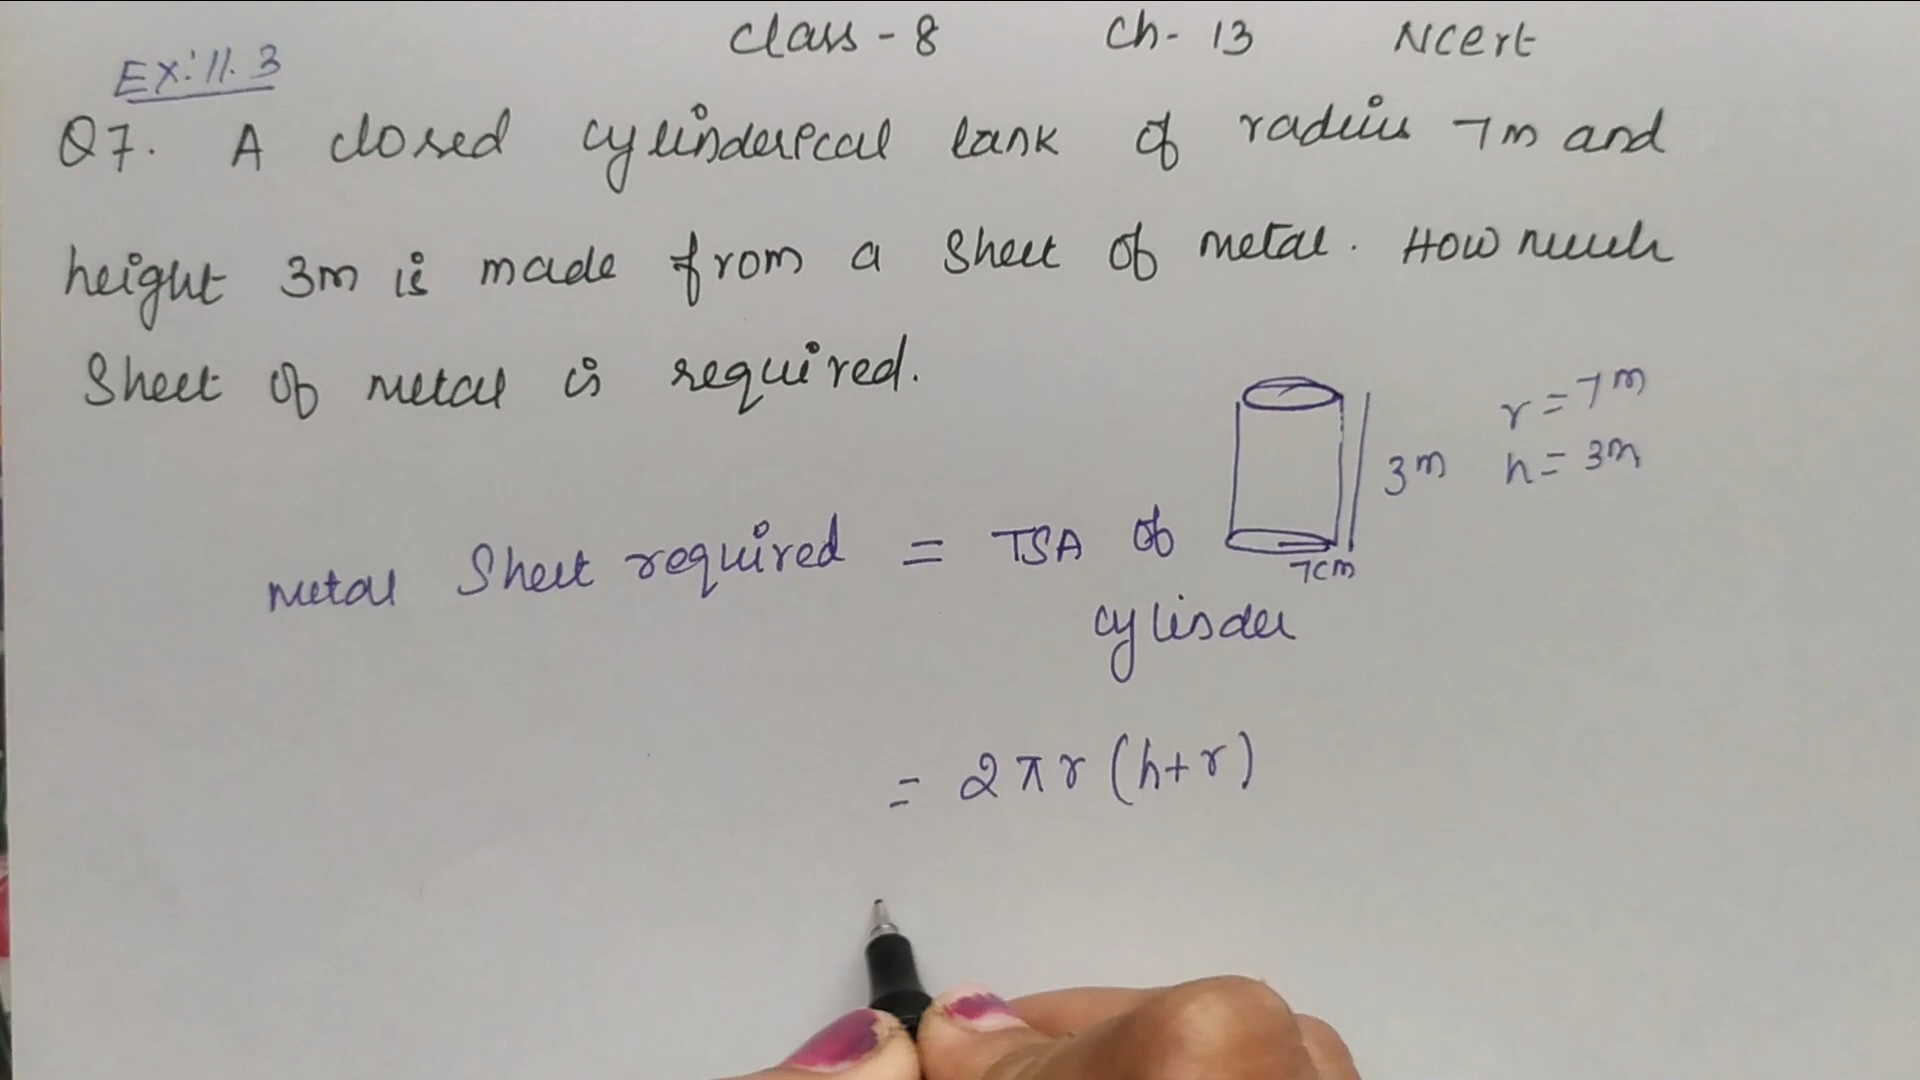 Class - 8 Ch - 13 NCert
Ex: 11.3
Q7. A closed cylinderical tank of radius 7m and
height 3m is made from a sheet of metal. How much
Sheet of metal is required.
r = 7m
3m h = 3m
metal Sheet required = TSA of
7cm
cylinder
= 2πr (h+r)